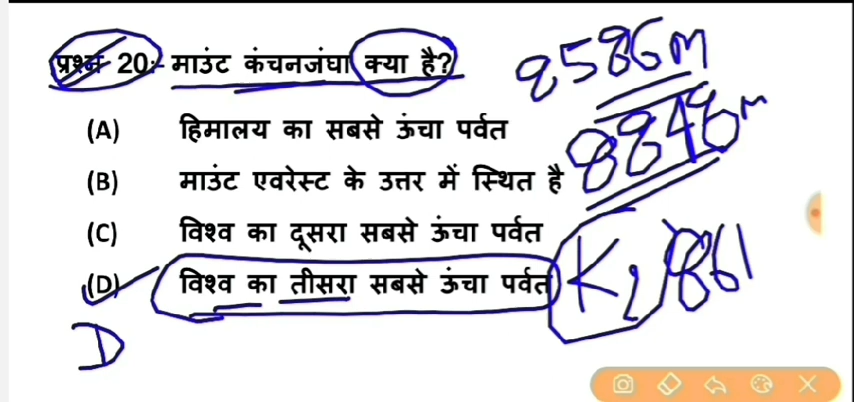 प्रश्न 20:- माउंट कंचनजंघा क्या है? 8586m
(A) हिमालय का सबसे ऊंचा पर्वत 8848m
(B) माउंट एवरेस्ट के उत्तर में स्थित है
(C) विश्व का दूसरा सबसे ऊंचा पर्वत
(D) विश्व का तीसरा सबसे ऊंचा पर्वत K2 861
D